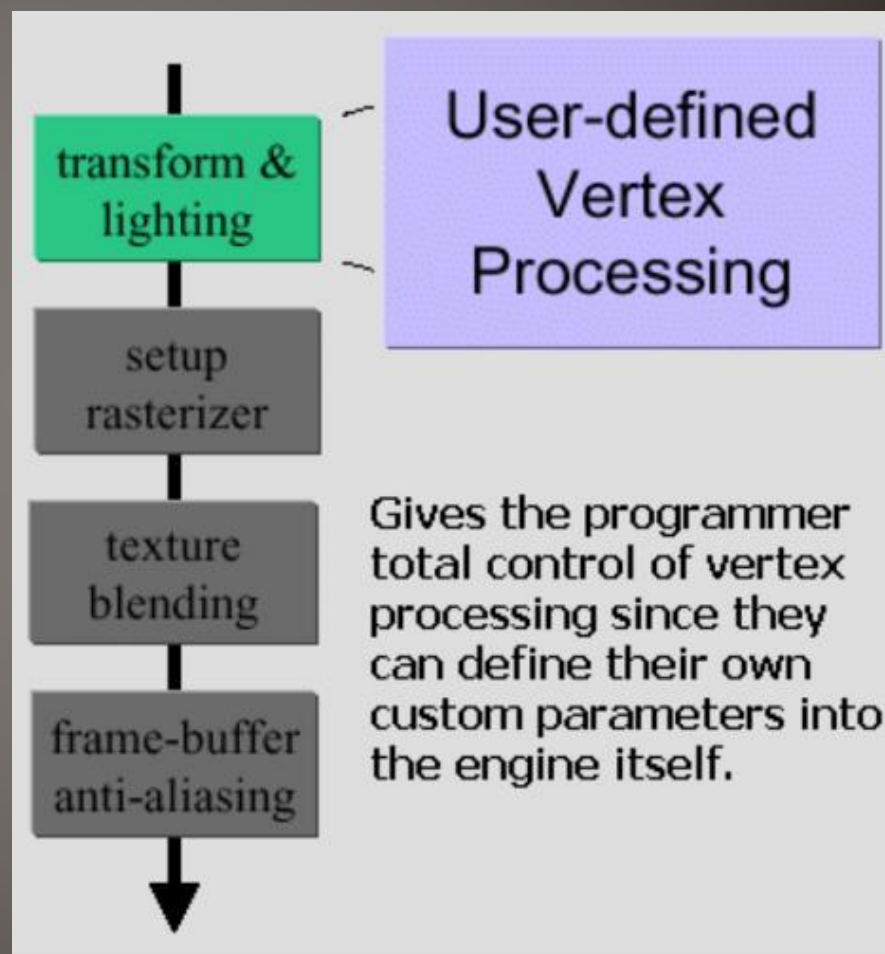 transform &
lighting
User-defined
Vertex
Processing
setup
rasterizer
texture
blending
frame-buffer
anti-aliasing
Gives the programmer
total control of vertex
processing since they
can define their own
custom parameters into
the engine itself.